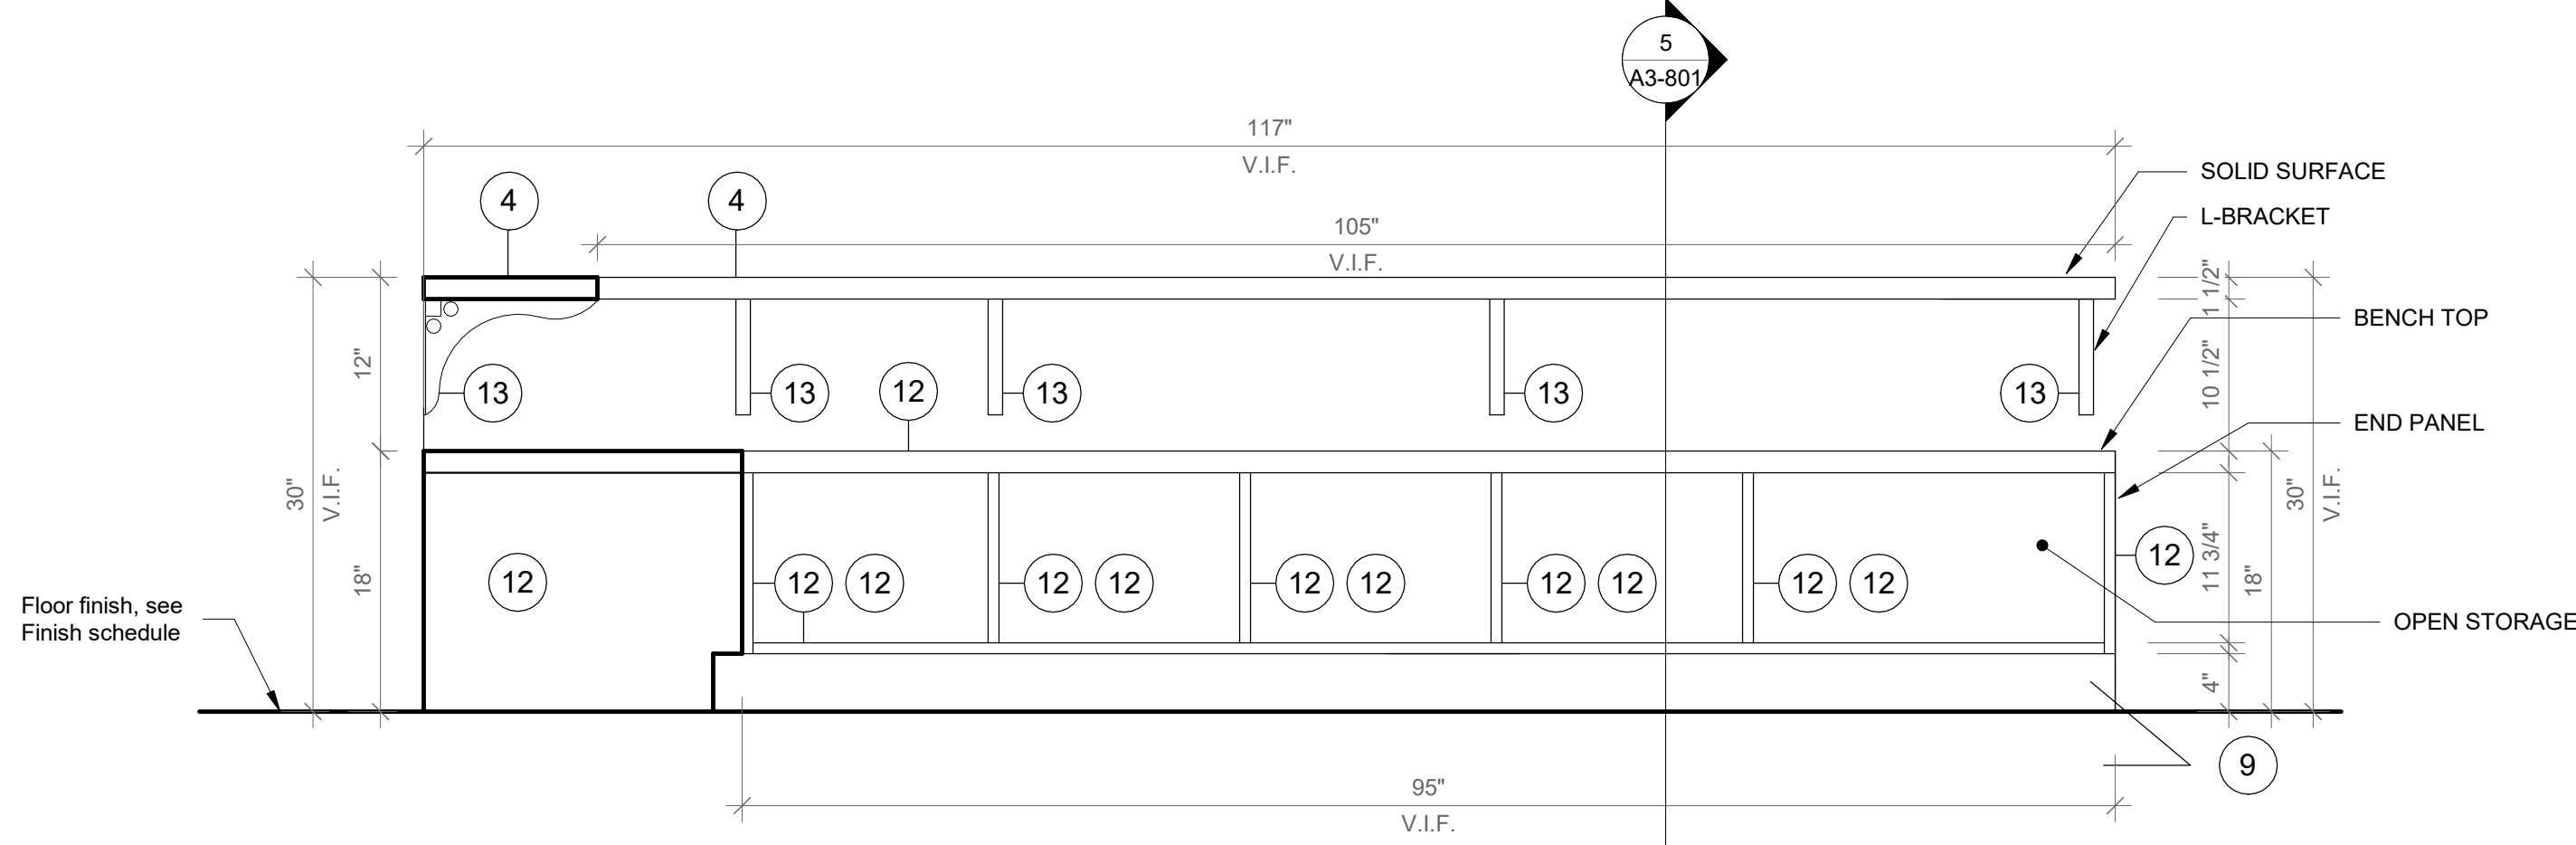 5
A3-801
117"
V.I.F.
SOLID SURFACE
4
4
L-BRACKET
105"
V.I.F.
1 1/2"
BENCH TOP
12"
10 1/2"
13
13
12
13
13
13
END PANEL
30"
V.I.F.
30"
V.I.F.
11 3/4"
18"
18"
12
12
12
12
12
12
12
12
12
12
12
12
Floor finish, see
Finish schedule
OPEN STORAGE
4"
9
95"
V.I.F.